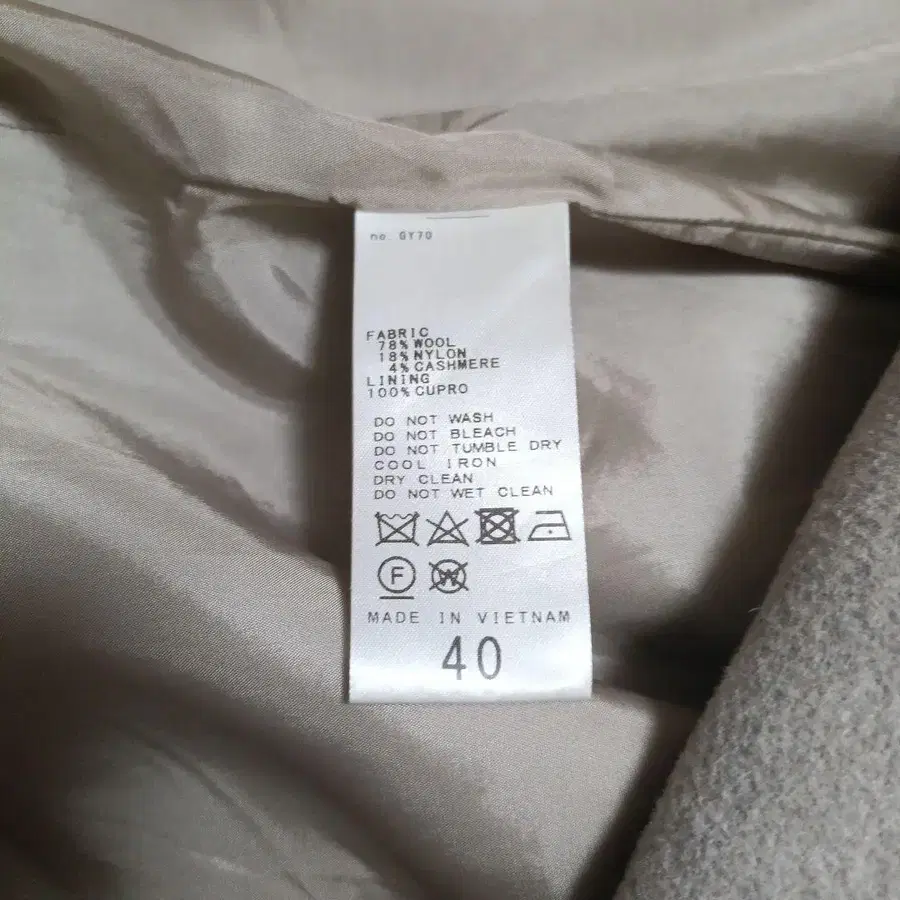 no. GY70
FABRIC
78% WOOL
18% NYLON
4% CASHMERE
LINING
100% CUPRO
DO NOT WASH
DO NOT BLEACH
DO NOT TUMBLE DRY
COOL IRON
DRY CLEAN
DO NOT WET CLEAN
F W
MADE IN VIETNAM
40